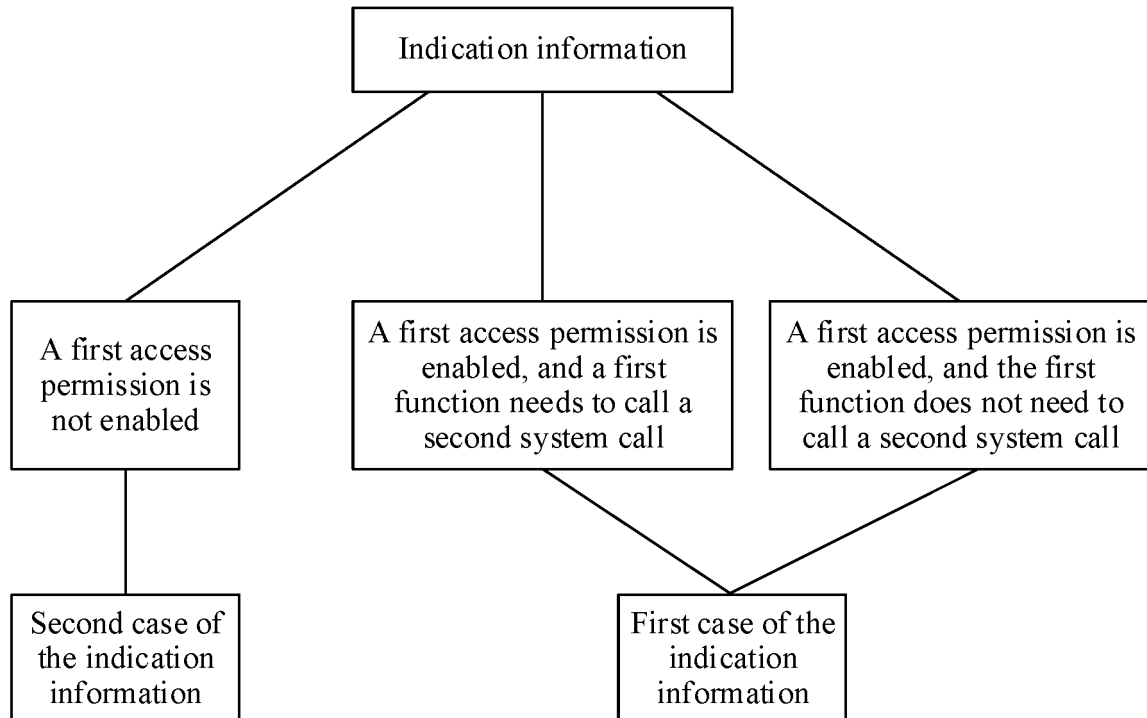 Indication information
A first access
permission is
not enabled
A first access permission is
enabled, and a first
function needs to call a
second system call
A first access permission is
enabled, and the first
function does not need to
call a second system call
Second case of
the indication
information
First case of the
indication
information